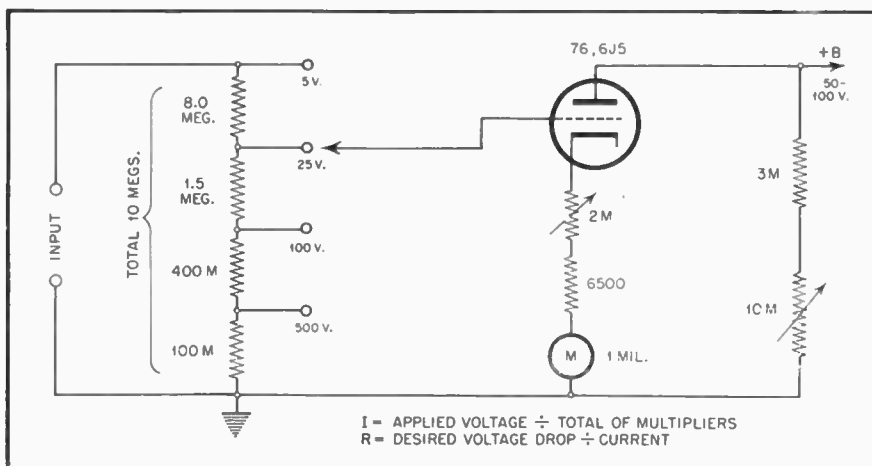 76, 6J5
+B
50-
100 V.
5 V.
8.0
MEG.
25 V.
1.5
MEG.
TOTAL 10 MEGS.
INPUT
100 V.
400 M
500 V.
100 M
2 M
6500
M
1 MIL.
3 M
10 M
I = APPLIED VOLTAGE ÷ TOTAL OF MULTIPLIERS
R = DESIRED VOLTAGE DROP ÷ CURRENT